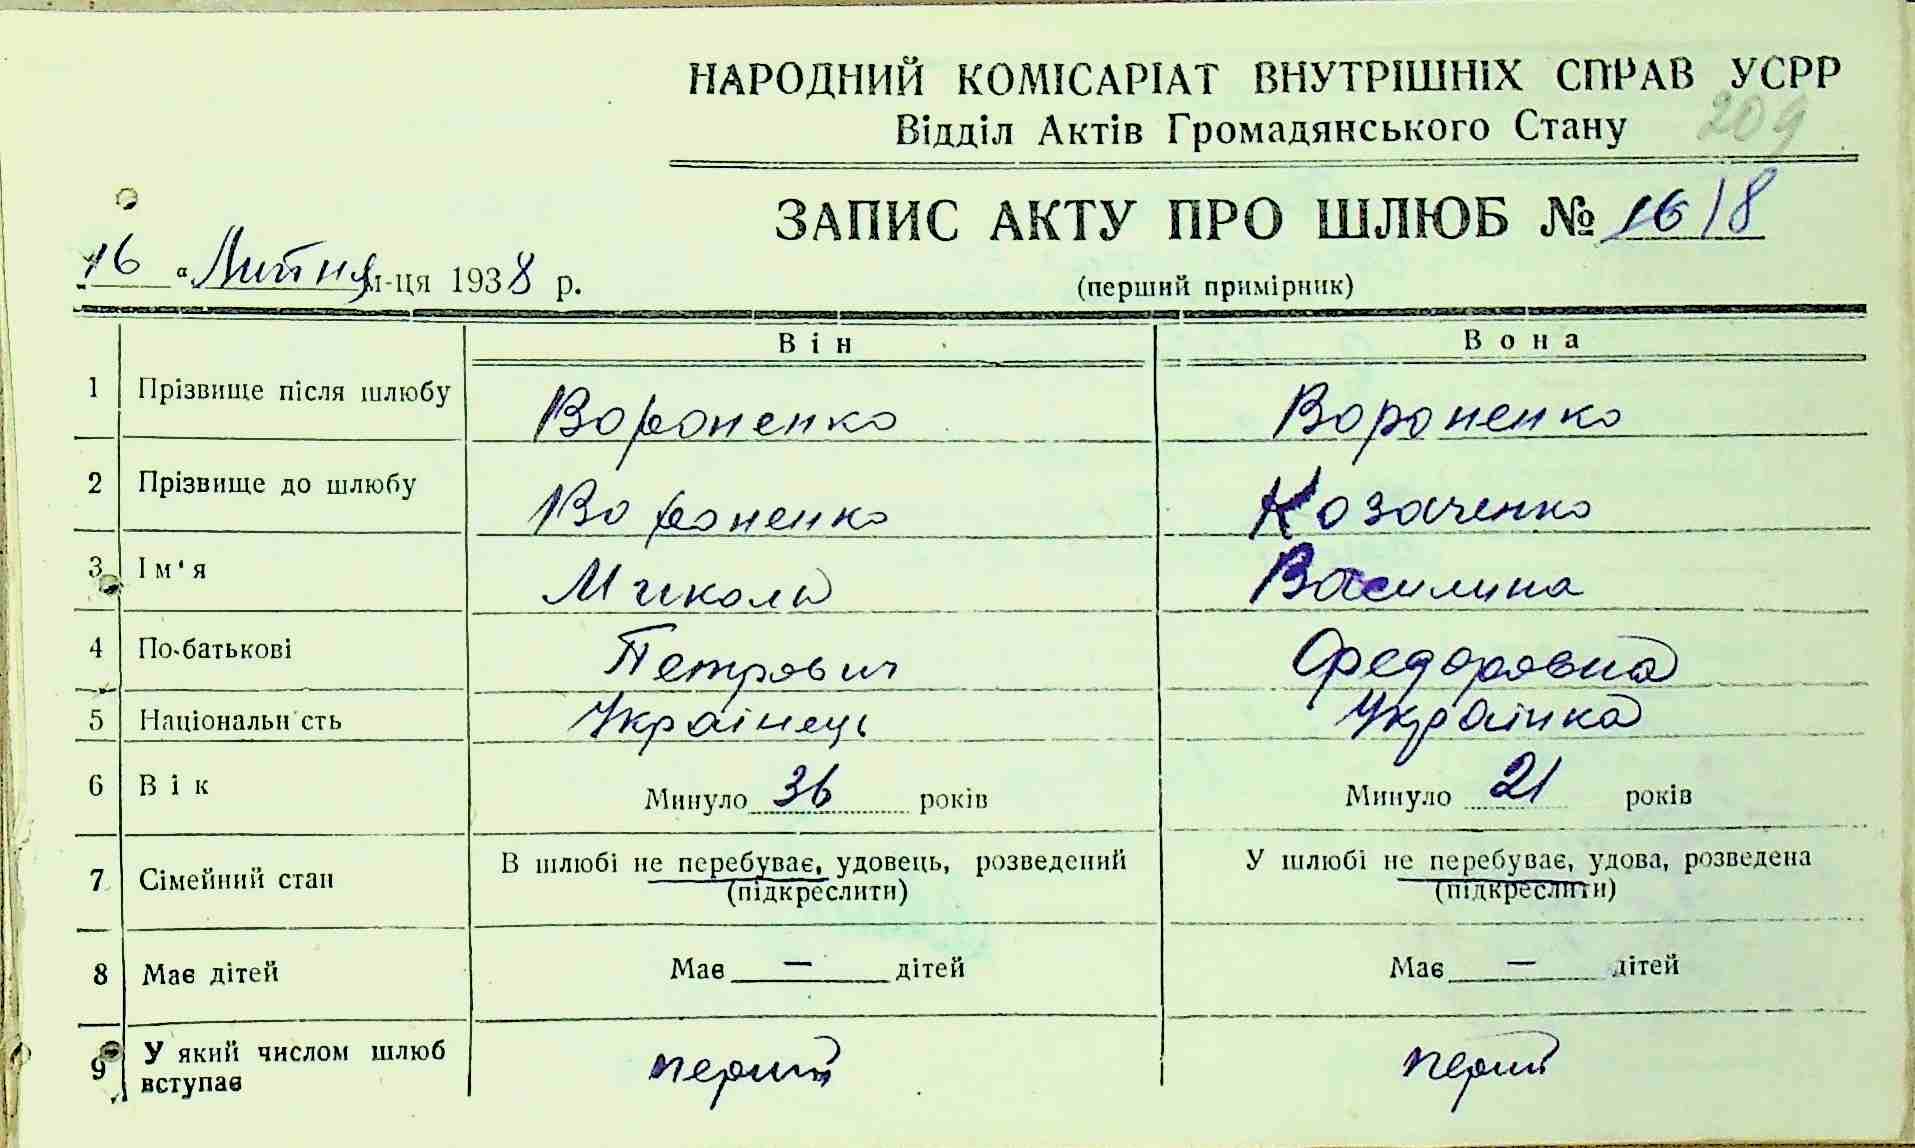 НАРОДНИЙ КОМІСАРІАТ ВНУТРІШНІХ СПРАВ УСРР
Відділ Актів Громадянського Стану 209
ЗАПИС АКТУ ПРО ШЛЮБ № 1618
16 " Липня м-ця 1938 р.
(перший примірник)
Він Вона
1 Прізвище після шлюбу Вороненко Вороненко
2 Прізвище до шлюбу Вороненко Козаченко
3 Ім'я Микола Василина
4 По-батькові Петрович Федоровна
5 Національність Українець Українка
6 Вік Минуло 36 років Минуло 21 років
7 Сімейний стан В шлюбі не перебуває, удовець, розведений У шлюбі не перебуває, удова, розведена
(підкреслити) (підкреслити)
8 Має дітей Має — дітей Має — дітей
9 У який числом шлюб вступає перший перший